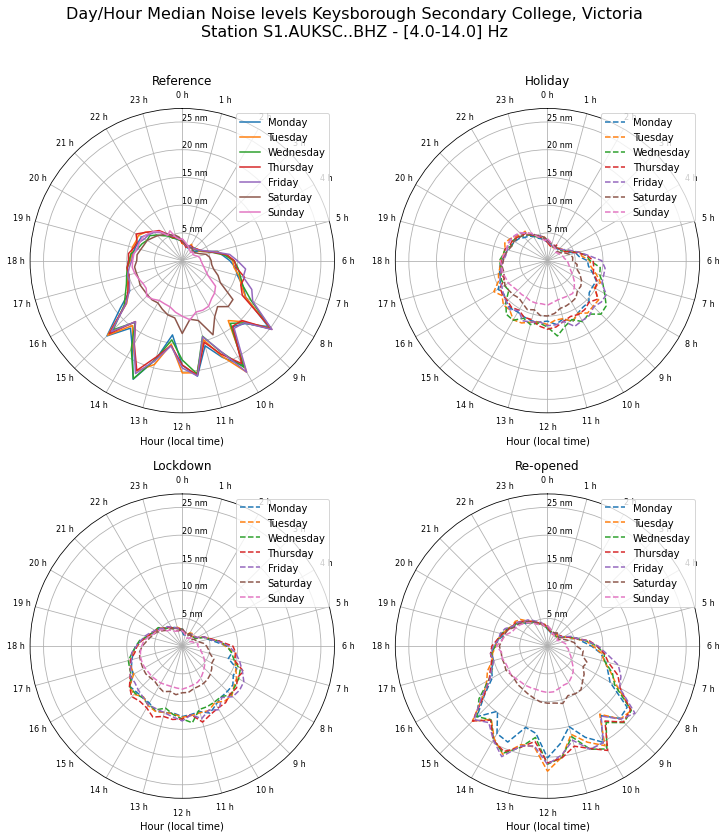 Day/Hour Median Noise levels Keysborough Secondary College, Victoria
Station S1.AUKSC..BHZ - [4.0-14.0] Hz
Reference
0 h
1 h
5 h
6 h
7 h
8 h
9 h
10 h
11 h
12 h
13 h
14 h
15 h
16 h
17 h
18 h
19 h
20 h
21 h
22 h
23 h
25 nm
20 nm
15 nm
10 nm
5 nm
Monday
Tuesday
Wednesday
Thursday
Friday
Saturday
Sunday
Hour (local time)
Holiday
0 h
1 h
5 h
6 h
7 h
8 h
9 h
10 h
11 h
12 h
13 h
14 h
15 h
16 h
17 h
18 h
19 h
20 h
21 h
22 h
23 h
25 nm
20 nm
15 nm
10 nm
5 nm
Monday
Tuesday
Wednesday
Thursday
Friday
Saturday
Sunday
Hour (local time)
Lockdown
0 h
1 h
5 h
6 h
7 h
8 h
9 h
10 h
11 h
12 h
13 h
14 h
15 h
16 h
17 h
18 h
19 h
20 h
21 h
22 h
23 h
25 nm
20 nm
15 nm
10 nm
5 nm
Monday
Tuesday
Wednesday
Thursday
Friday
Saturday
Sunday
Hour (local time)
Re-opened
0 h
1 h
5 h
6 h
7 h
8 h
9 h
10 h
11 h
12 h
13 h
14 h
15 h
16 h
17 h
18 h
19 h
20 h
21 h
22 h
23 h
25 nm
20 nm
15 nm
10 nm
5 nm
Monday
Tuesday
Wednesday
Thursday
Friday
Saturday
Sunday
Hour (local time)